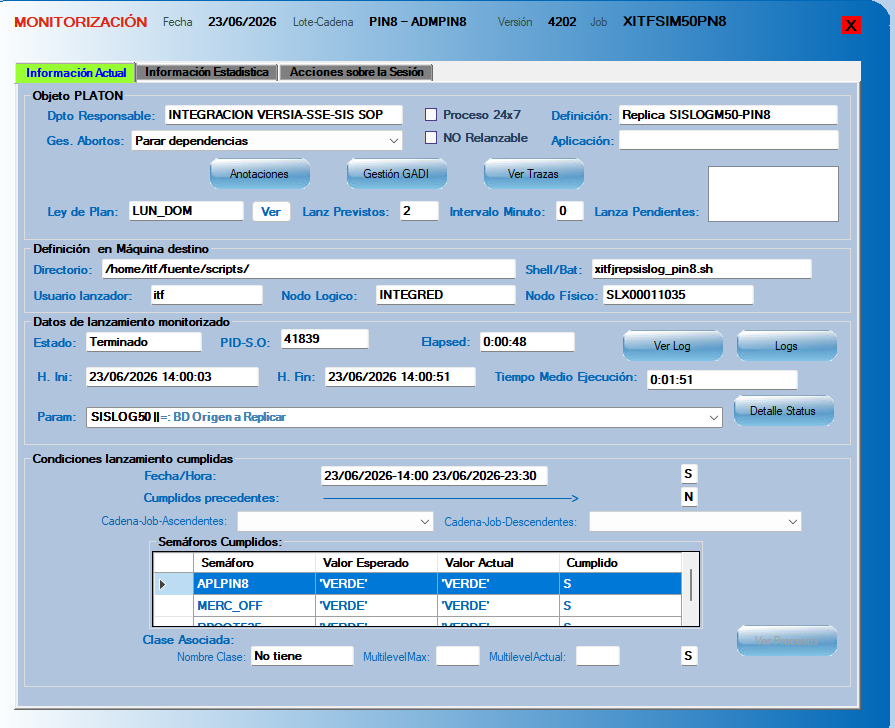 MONITORIZACIÓN Fecha 23/06/2026 Lote-Cadena PIN8 – ADMPIN8 Versión 4202 Job XITFSIM50PN8 X
Información Actual Información Estadistica Acciones sobre la Sesión
Objeto PLATON
Dpto Responsable: INTEGRACION VERSIA-SSE-SIS SOP Proceso 24x7 Definición: Replica SISLOGM50-PIN8
Ges. Abortos: Parar dependencias NO Relanzable Aplicación:
Anotaciones Gestión GADI Ver Trazas
Ley de Plan: LUN_DOM Ver Lanz Previstos: 2 Intervalo Minuto: 0 Lanza Pendientes:
Definición en Máquina destino
Directorio: /home/itf/fuente/scripts/ Shell/Bat: xitfjrepsislog_pin8.sh
Usuario lanzador: itf Nodo Logico: INTEGRED Nodo Físico: SLX00011035
Datos de lanzamiento monitorizado
Estado: Terminado PID-S.O: 41839 Elapsed: 0:00:48 Ver Log Logs
H. Ini: 23/06/2026 14:00:03 H. Fin: 23/06/2026 14:00:51 Tiempo Medio Ejecución: 0:01:51
Param: SISLOG50||=: BD Origen a Replicar Detalle Status
Condiciones lanzamiento cumplidas
Fecha/Hora: 23/06/2026-14:00 23/06/2026-23:30 S
Cumplidos precedentes: N
Cadena-Job-Ascendentes: Cadena-Job-Descendentes:
Semáforos Cumplidos:
Semáforo Valor Esperado Valor Actual Cumplido
APLPIN8 'VERDE' 'VERDE' S
MERC_OFF 'VERDE' 'VERDE' S
'VERDE' 'VERDE' S
Clase Asociada:
Nombre Clase: No tiene MultilevelMax: MultilevelActual: S